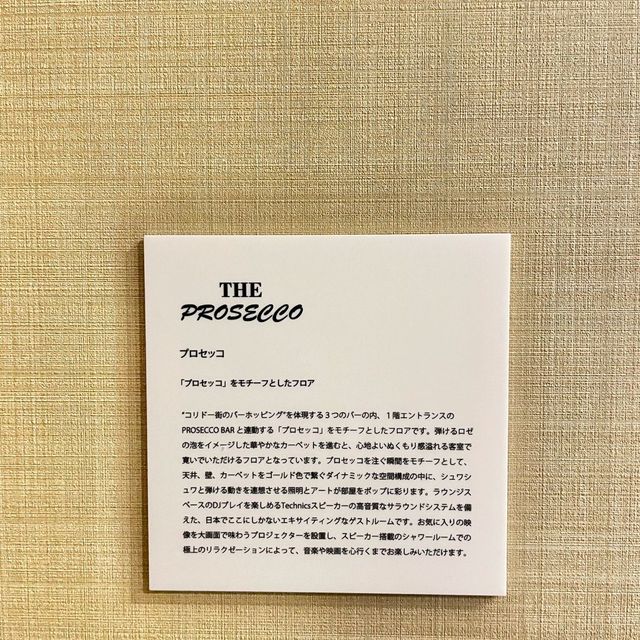 THE
PROSECCO
プロセッコ
「プロセッコ」をモチーフとしたフロア
"コリドー街のバーホッピング"を体現する３つのバーの内、１階エントランスの
PROSECCO BAR と連動する「プロセッコ」をモチーフとしたフロアです。弾けるロゼ
の泡をイメージした華やかなカーペットを進むと、心地よいぬくもり感溢れる客室で
寛いでいただけるフロアとなっています。プロセッコを注ぐ瞬間をモチーフとして、
天井、壁、カーペットをゴールド色で繋ぐダイナミックな空間構成の中に、シュワシ
ュワと弾ける動きを連想させる照明とアートが部屋をポップに彩ります。ラウンジス
ペースのDJプレイを楽しめるTechnicsスピーカーの高音質なサラウンドシステムを備
えた、日本でここにしかないエキサイティングなゲストルームです。お気に入りの映
像を大画面で味わうプロジェクターを設置し、スピーカー搭載のシャワールームでの
極上のリラクゼーションによって、音楽や映画を心行くまでお楽しみいただけます。